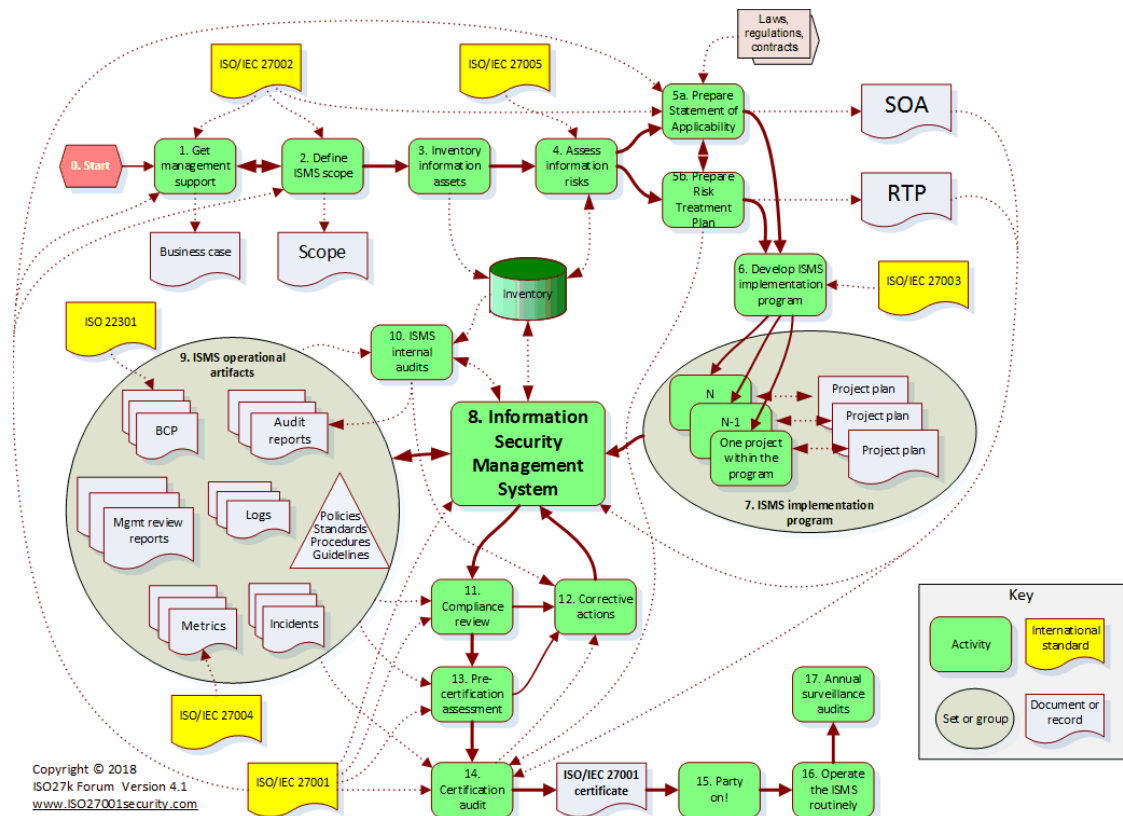 Laws,
regulations,
contracts
ISO/IEC 27002
ISO/IEC 27005
5a. Prepare
Statement of
Applicability
SOA
0. Start
1. Get
management
support
2. Define
ISMS scope
3. Inventory
information
assets
4. Assess
information
risks
5b. Prepare
Risk
Treatment
Plan
RTP
Business case
Scope
Inventory
6. Develop ISMS
implementation
program
ISO/IEC 27003
ISO 22301
10. ISMS
internal
audits
9. ISMS operational
artifacts
BCP
Audit
reports
Mgmt review
reports
Logs
Policies
Standards
Procedures
Guidelines
Metrics
Incidents
8. Information
Security
Management
System
N
N-1
One project
within the
program
Project plan
Project plan
Project plan
7. ISMS implementation
program
11.
Compliance
review
12. Corrective
actions
13. Pre-
certification
assessment
ISO/IEC 27004
ISO/IEC 27001
14.
Certification
audit
ISO/IEC 27001
certificate
15. Party
on!
16. Operate
the ISMS
routinely
17. Annual
surveillance
audits
Key
Activity
International
standard
Set or group
Document or
record
Copyright © 2018
ISO27k Forum Version 4.1
www.ISO27001security.com